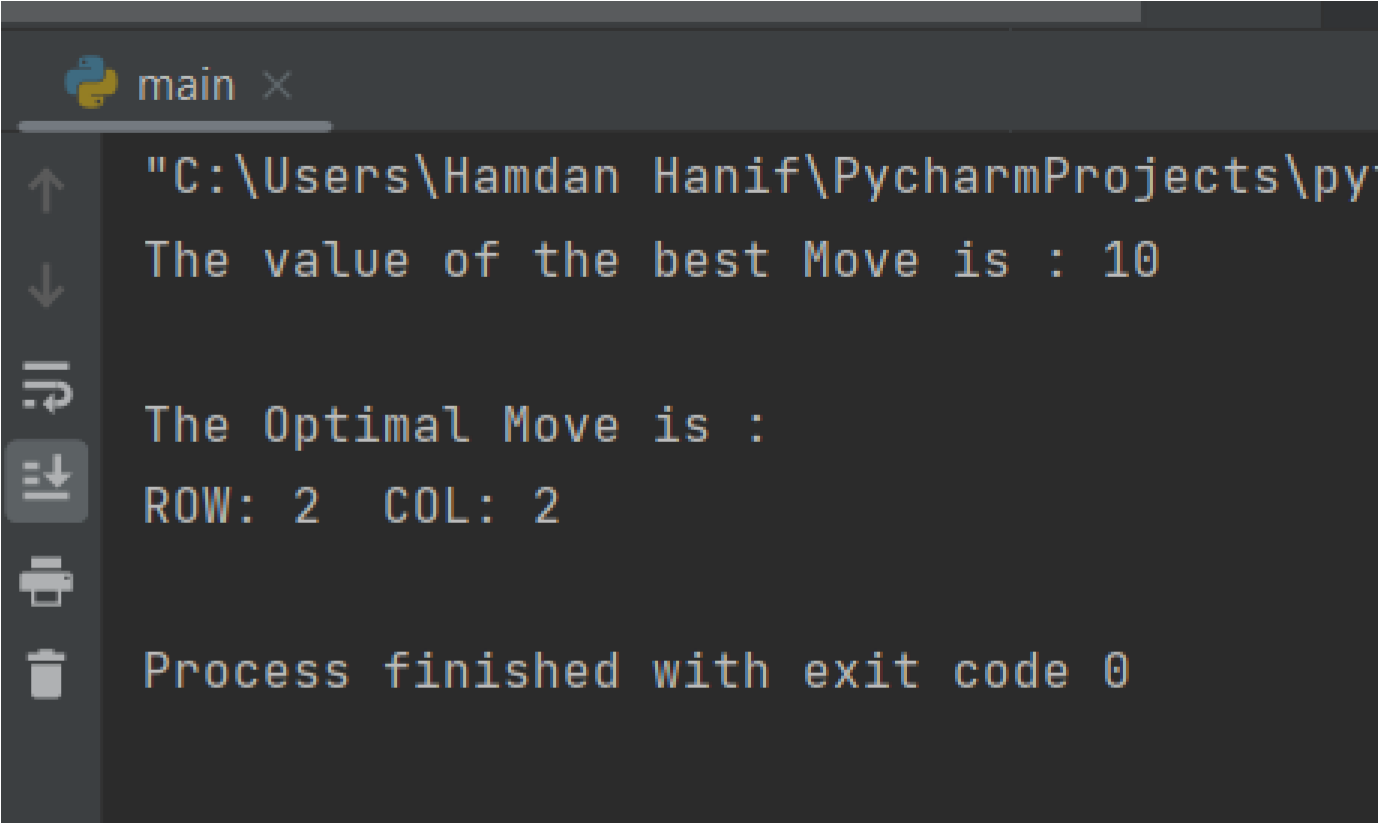 main
"C:\Users\Hamdan Hanif\PycharmProjects\py
The value of the best Move is : 10
The Optimal Move is :
ROW: 2  COL: 2
Process finished with exit code 0